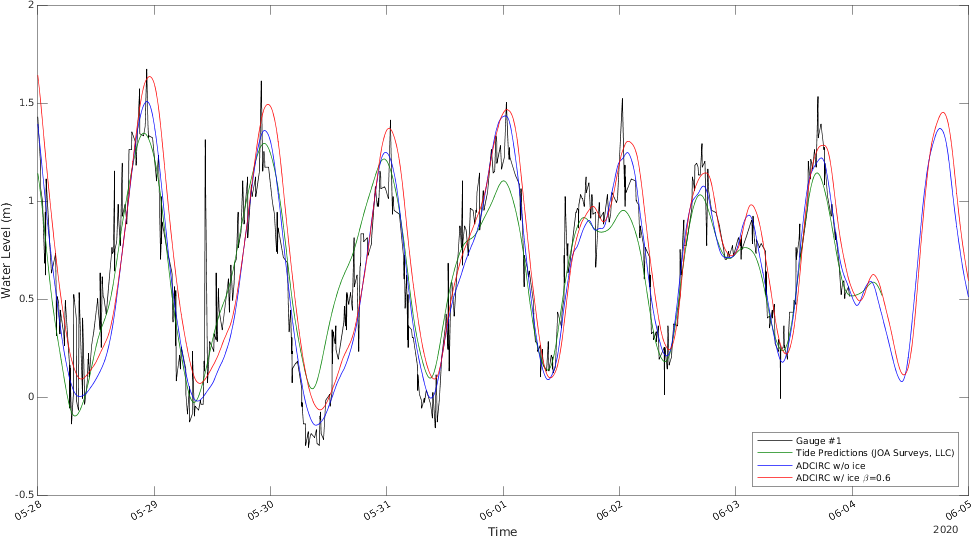 2
1.5
1
0.5
0
-0.5
Water Level (m)
05-28
05-29
05-30
05-31
06-01
06-02
06-03
06-04
06-05
2020
Time
Gauge #1
Tide Predictions (JOA Surveys, LLC)
ADCIRC w/o ice
ADCIRC w/ ice β=0.6